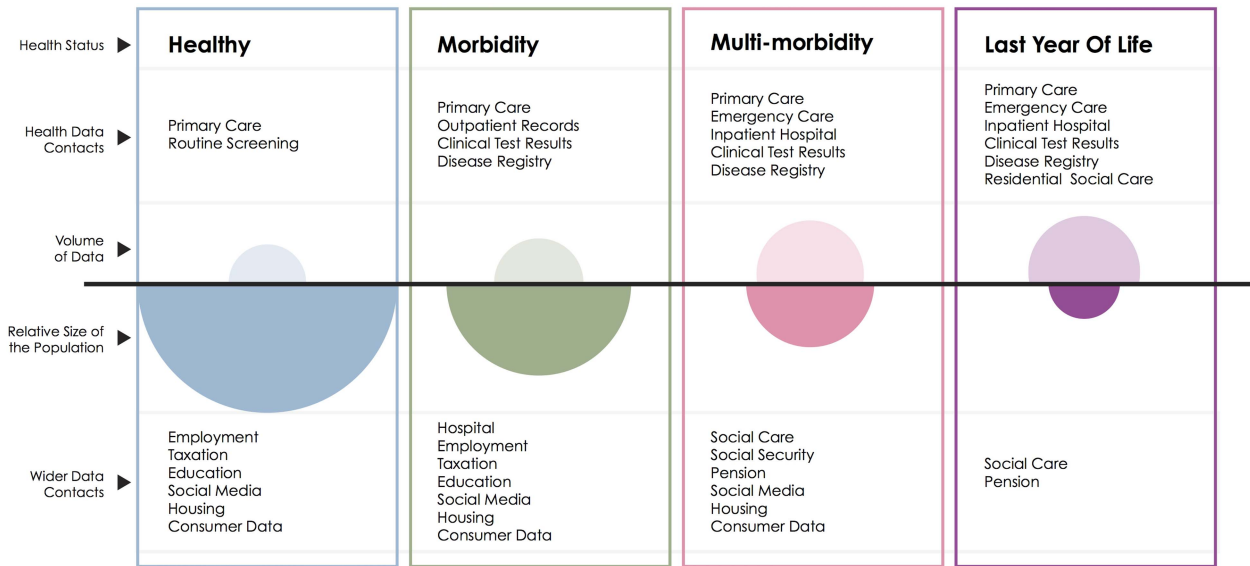 Health Status
Healthy
Morbidity
Multi-morbidity
Last Year Of Life
Health Data
Contacts
Primary Care
Routine Screening
Primary Care
Outpatient Records
Clinical Test Results
Disease Registry
Primary Care
Emergency Care
Inpatient Hospital
Clinical Test Results
Disease Registry
Primary Care
Emergency Care
Inpatient Hospital
Clinical Test Results
Disease Registry
Residential Social Care
Volume
of Data
Relative Size of
the Population
Wider Data
Contacts
Employment
Taxation
Education
Social Media
Housing
Consumer Data
Hospital
Employment
Taxation
Education
Social Media
Housing
Consumer Data
Social Care
Social Security
Pension
Social Media
Housing
Consumer Data
Social Care
Pension